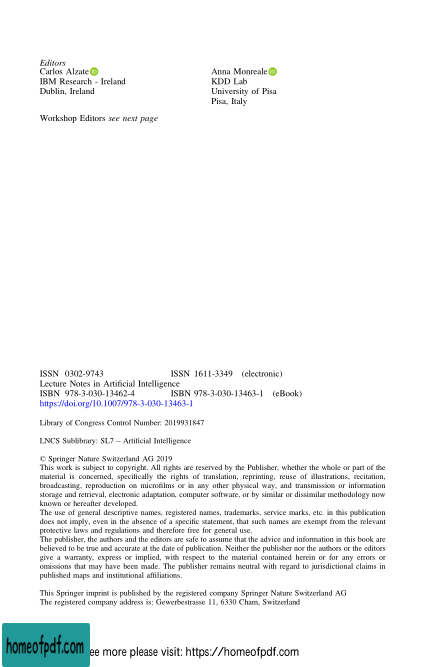 Editors
Carlos Alzate
IBM Research - Ireland
Dublin, Ireland
Anna Monreale
KDD Lab
University of Pisa
Pisa, Italy
Workshop Editors see next page
ISSN 0302-9743 ISSN 1611-3349 (electronic)
Lecture Notes in Artificial Intelligence
ISBN 978-3-030-13462-4 ISBN 978-3-030-13463-1 (eBook)
https://doi.org/10.1007/978-3-030-13463-1
Library of Congress Control Number: 2019931847
LNCS Sublibrary: SL7 – Artificial Intelligence
© Springer Nature Switzerland AG 2019
This work is subject to copyright. All rights are reserved by the Publisher, whether the whole or part of the
material is concerned, specifically the rights of translation, reprinting, reuse of illustrations, recitation,
broadcasting, reproduction on microfilms or in any other physical way, and transmission or information
storage and retrieval, electronic adaptation, computer software, or by similar or dissimilar methodology now
known or hereafter developed.
The use of general descriptive names, registered names, trademarks, service marks, etc. in this publication
does not imply, even in the absence of a specific statement, that such names are exempt from the relevant
protective laws and regulations and therefore free for general use.
The publisher, the authors and the editors are safe to assume that the advice and information in this book are
believed to be true and accurate at the date of publication. Neither the publisher nor the authors or the editors
give a warranty, express or implied, with respect to the material contained herein or for any errors or
omissions that may have been made. The publisher remains neutral with regard to jurisdictional claims in
published maps and institutional affiliations.
This Springer imprint is published by the registered company Springer Nature Switzerland AG
The registered company address is: Gewerbestrasse 11, 6330 Cham, Switzerland
homeofpdf.com
ee more please visit: https://homeofpdf.com